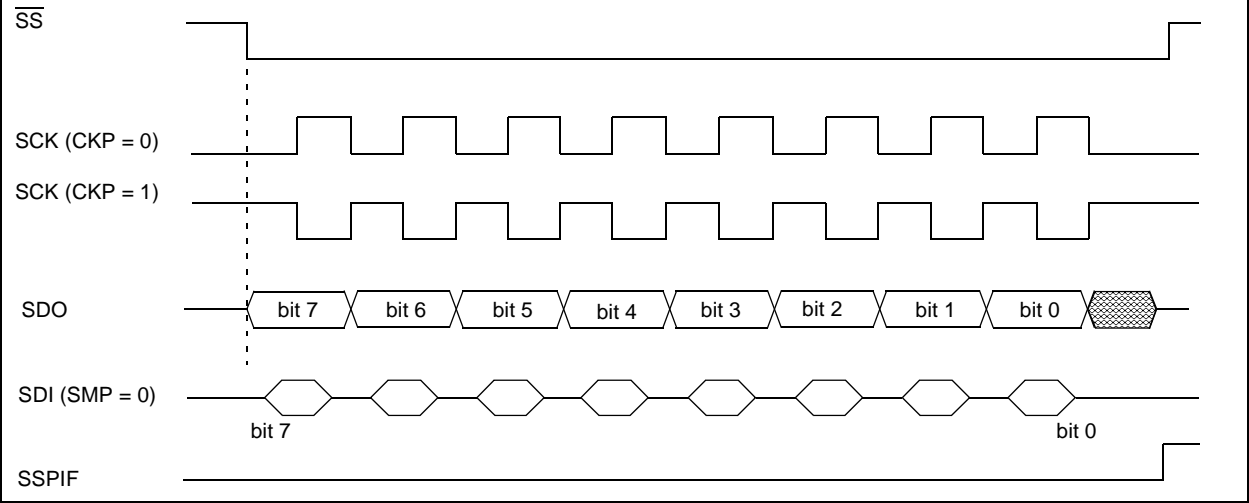 SS
SCK (CKP = 0)
SCK (CKP = 1)
SDO
bit 7 bit 6 bit 5 bit 4 bit 3 bit 2 bit 1 bit 0
SDI (SMP = 0)
bit 7 bit 0
SSPIF